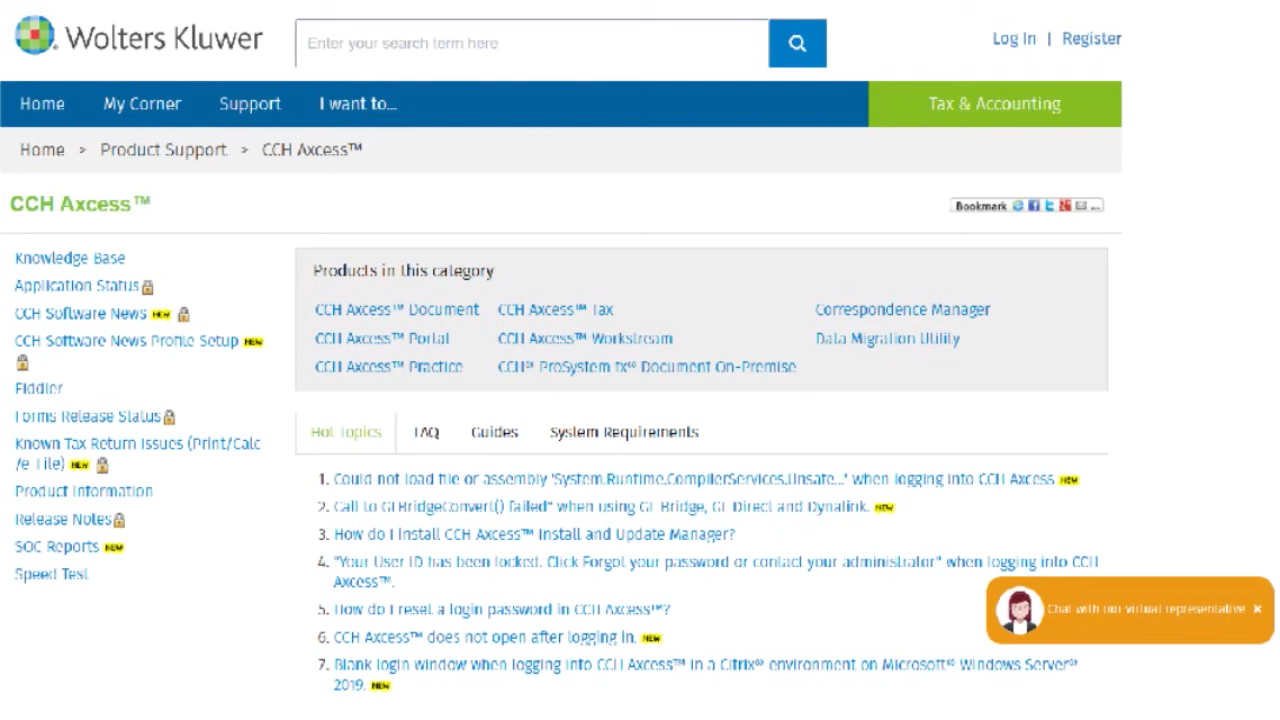 Wolters Kluwer
Enter your search term here
Log In | Register
Home My Corner Support I want to...
Tax & Accounting
Home > Product Support > CCH Axcess™
CCH Axcess™
Bookmark ...
Knowledge Base
Application Status
CCH Software News NEW
CCH Software News Profile Setup NEW
Fiddler
Forms Release Status
Known Tax Return Issues (Print/Calc
/e-File) NEW
Product Information
Release Notes
SOC Reports NEW
Speed Test
Products in this category
CCH Axcess™ Document CCH Axcess™ Tax Correspondence Manager
CCH Axcess™ Portal CCH Axcess™ Workstream Data Migration Utility
CCH Axcess™ Practice CCH® ProSystem fx® Document On-Premise
Hot Topics FAQ Guides System Requirements
1. Could not load file or assembly 'System.Runtime.CompilerServices.Unsafe..." when logging into CCH Axcess NEW
2. Call to GLBridgeConvert() failed" when using GL Bridge, GL Direct and Dynalink. NEW
3. How do I install CCH Axcess™ Install and Update Manager?
4. "Your User ID has been locked. Click Forgot your password or contact your administrator" when logging into CCH
Axcess™.
5. How do I reset a login password in CCH Axcess™?
6. CCH Axcess™ does not open after logging in. NEW
7. Blank login window when logging into CCH Axcess™ in a Citrix® environment on Microsoft® Windows Server®
2019. NEW
Chat with our virtual representative ×